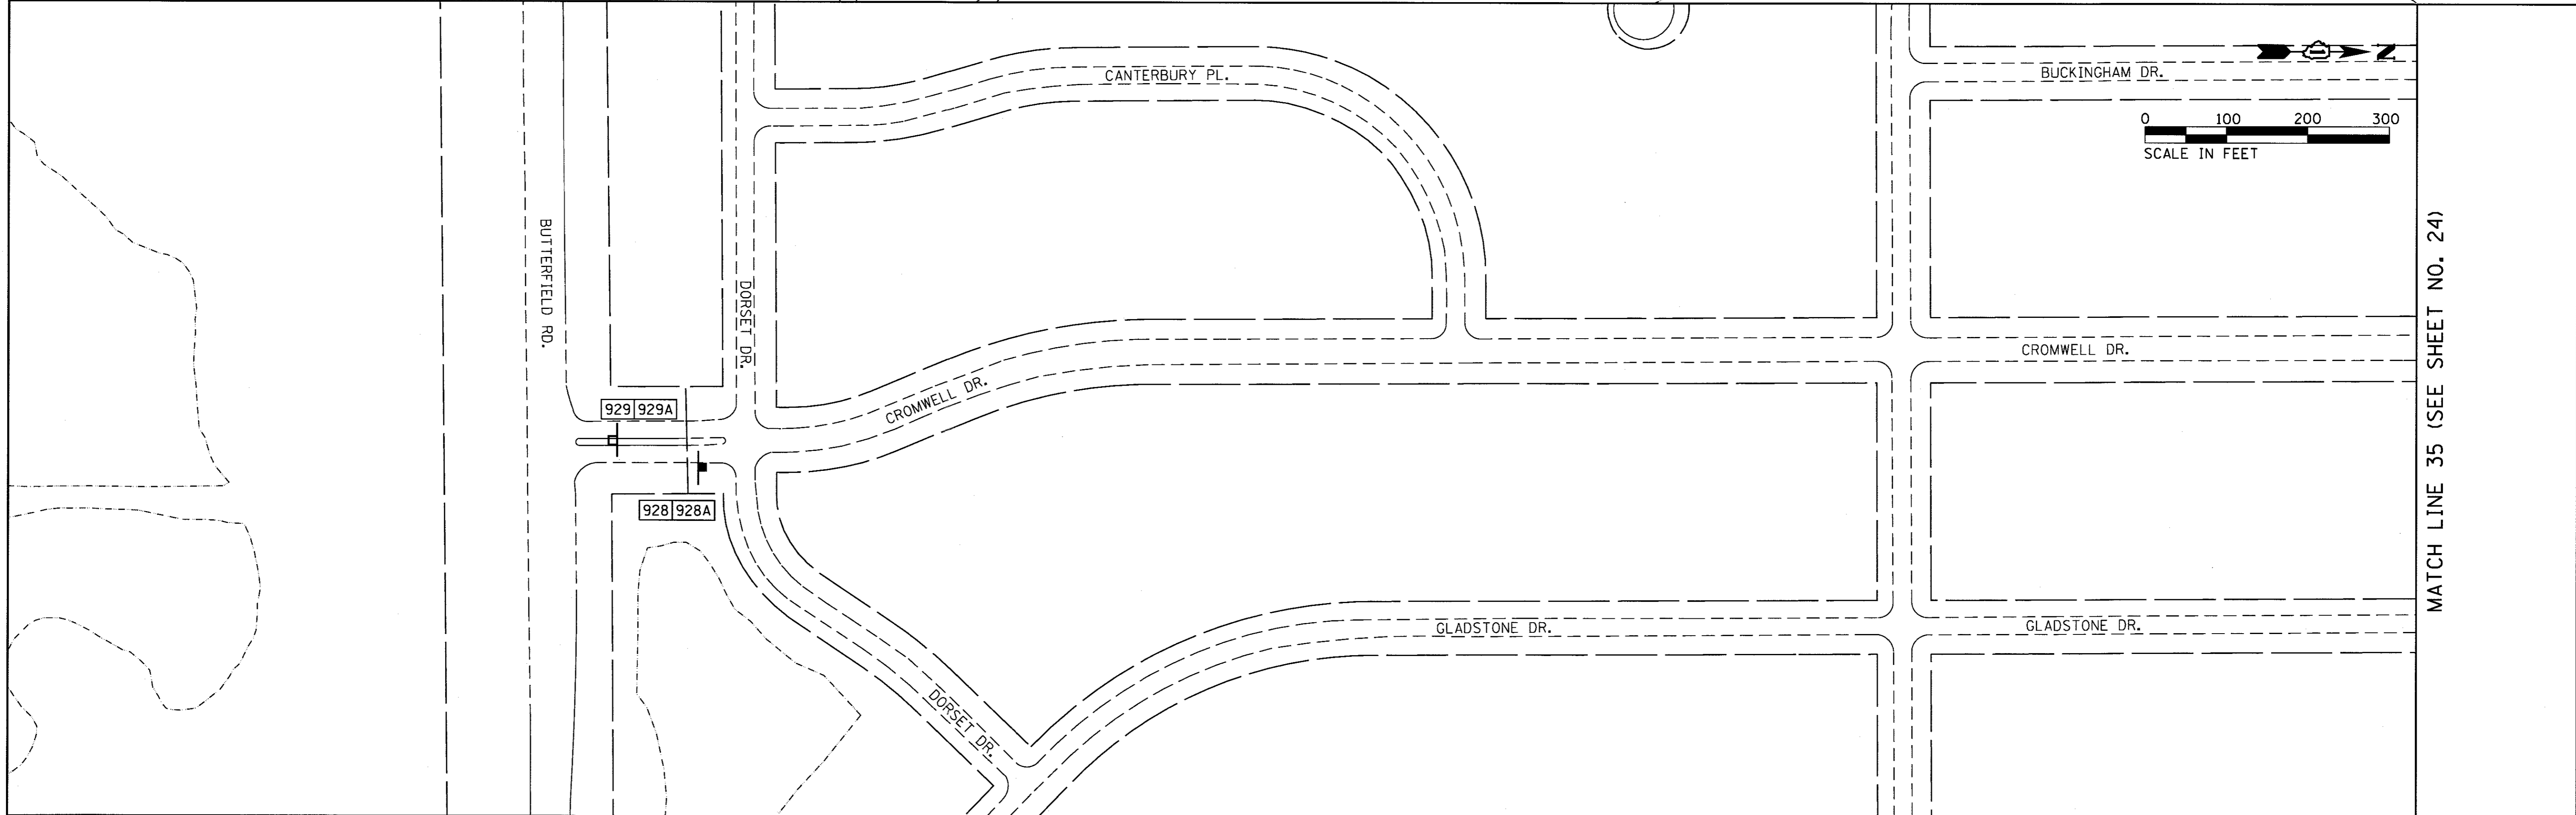 CANTERBURY PL.
BUCKINGHAM DR.
N
0 100 200 300
SCALE IN FEET
BUTTERFIELD RD.
DORSET DR.
CROMWELL DR.
CROMWELL DR.
929 929A
928 928A
GLADSTONE DR.
GLADSTONE DR.
DORSET DR.
MATCH LINE 35 (SEE SHEET NO. 24)